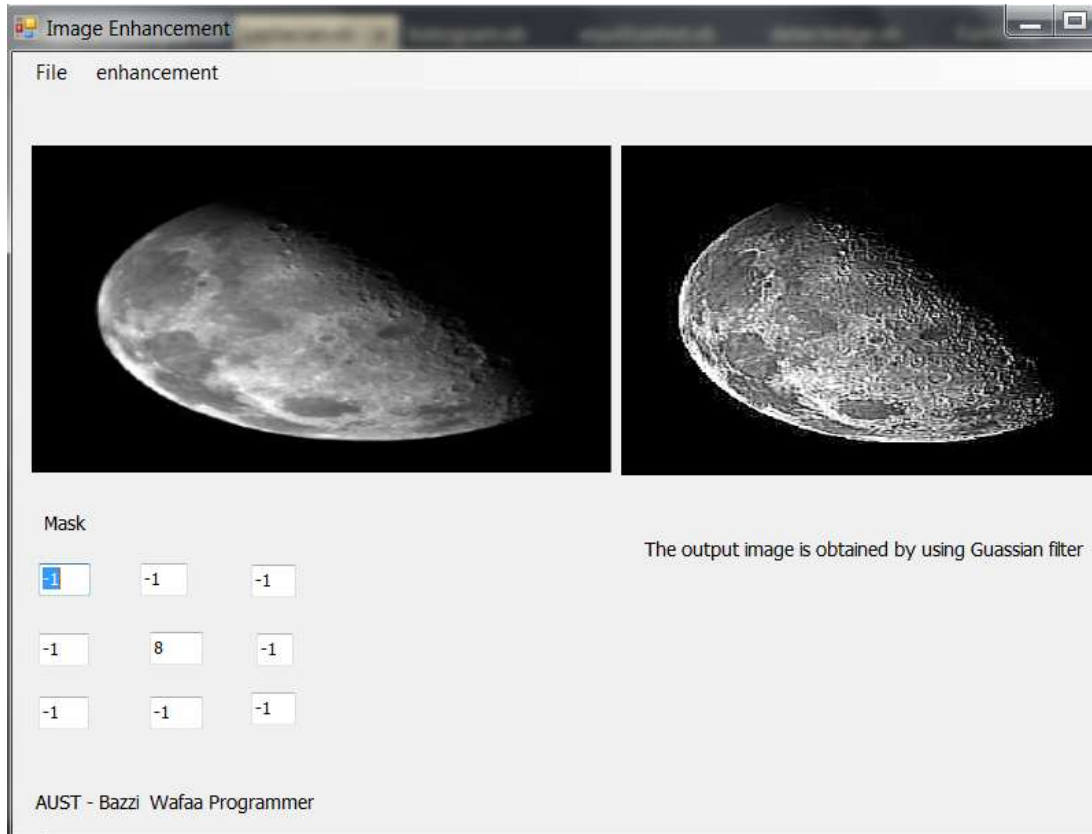 Image Enhancement
File enhancement
Mask
The output image is obtained by using Guassian filter
-1 -1 -1
-1 8 -1
-1 -1 -1
AUST - Bazzi Wafaa Programmer